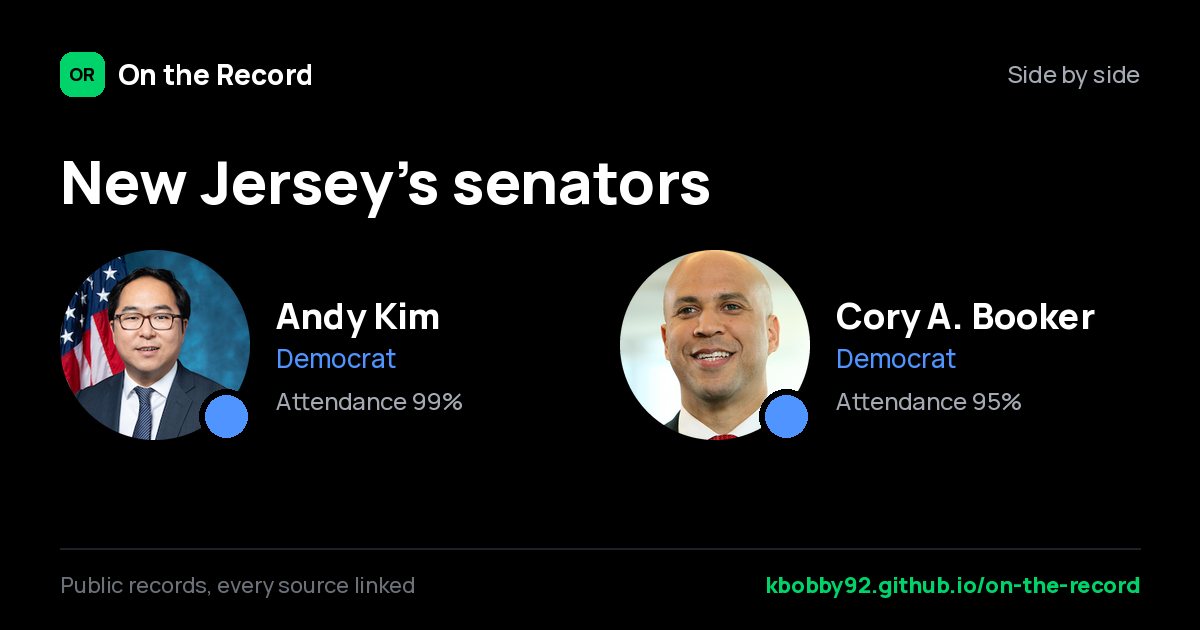 OR On the Record
Side by side
New Jersey’s senators
Andy Kim
Democrat
Attendance 99%
Cory A. Booker
Democrat
Attendance 95%
Public records, every source linked
kbobby92.github.io/on-the-record